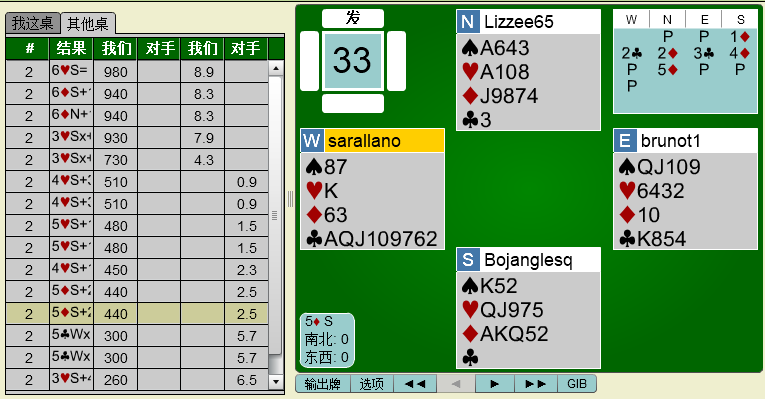 我这桌 其他桌
# 结果 我们 对手 我们 对手
2 6♥S= 980 8.9
2 6♦S+1 940 8.3
2 6♦N+1 940 8.3
2 3♥Sx+ 930 7.9
2 3♥Sx+ 730 4.3
2 4♥S+3 510 0.9
2 4♥S+3 510 0.9
2 5♥S+1 480 1.5
2 5♥S+1 480 1.5
2 4♥S+1 450 2.3
2 5♦S+2 440 2.5
2 5♦S+2 440 2.5
2 5♣Wx 300 5.7
2 5♣Wx 300 5.7
2 3♥S+4 260 6.5
发
33
N Lizzee65
♠A643
♥A108
♦J9874
♣3
W N E S
P P 1♦
2♣ 2♦ 3♣ 4♦
P 5♦ P P
P
W sarallano
♠87
♥K
♦63
♣AQJ109762
E brunot1
♠QJ109
♥6432
♦10
♣K854
S Bojanglesq
♠K52
♥QJ975
♦AKQ52
♣
5♦ S
南北: 0
东西: 0
输出牌 选项 ◄◄ ◄ ► ►► GIB